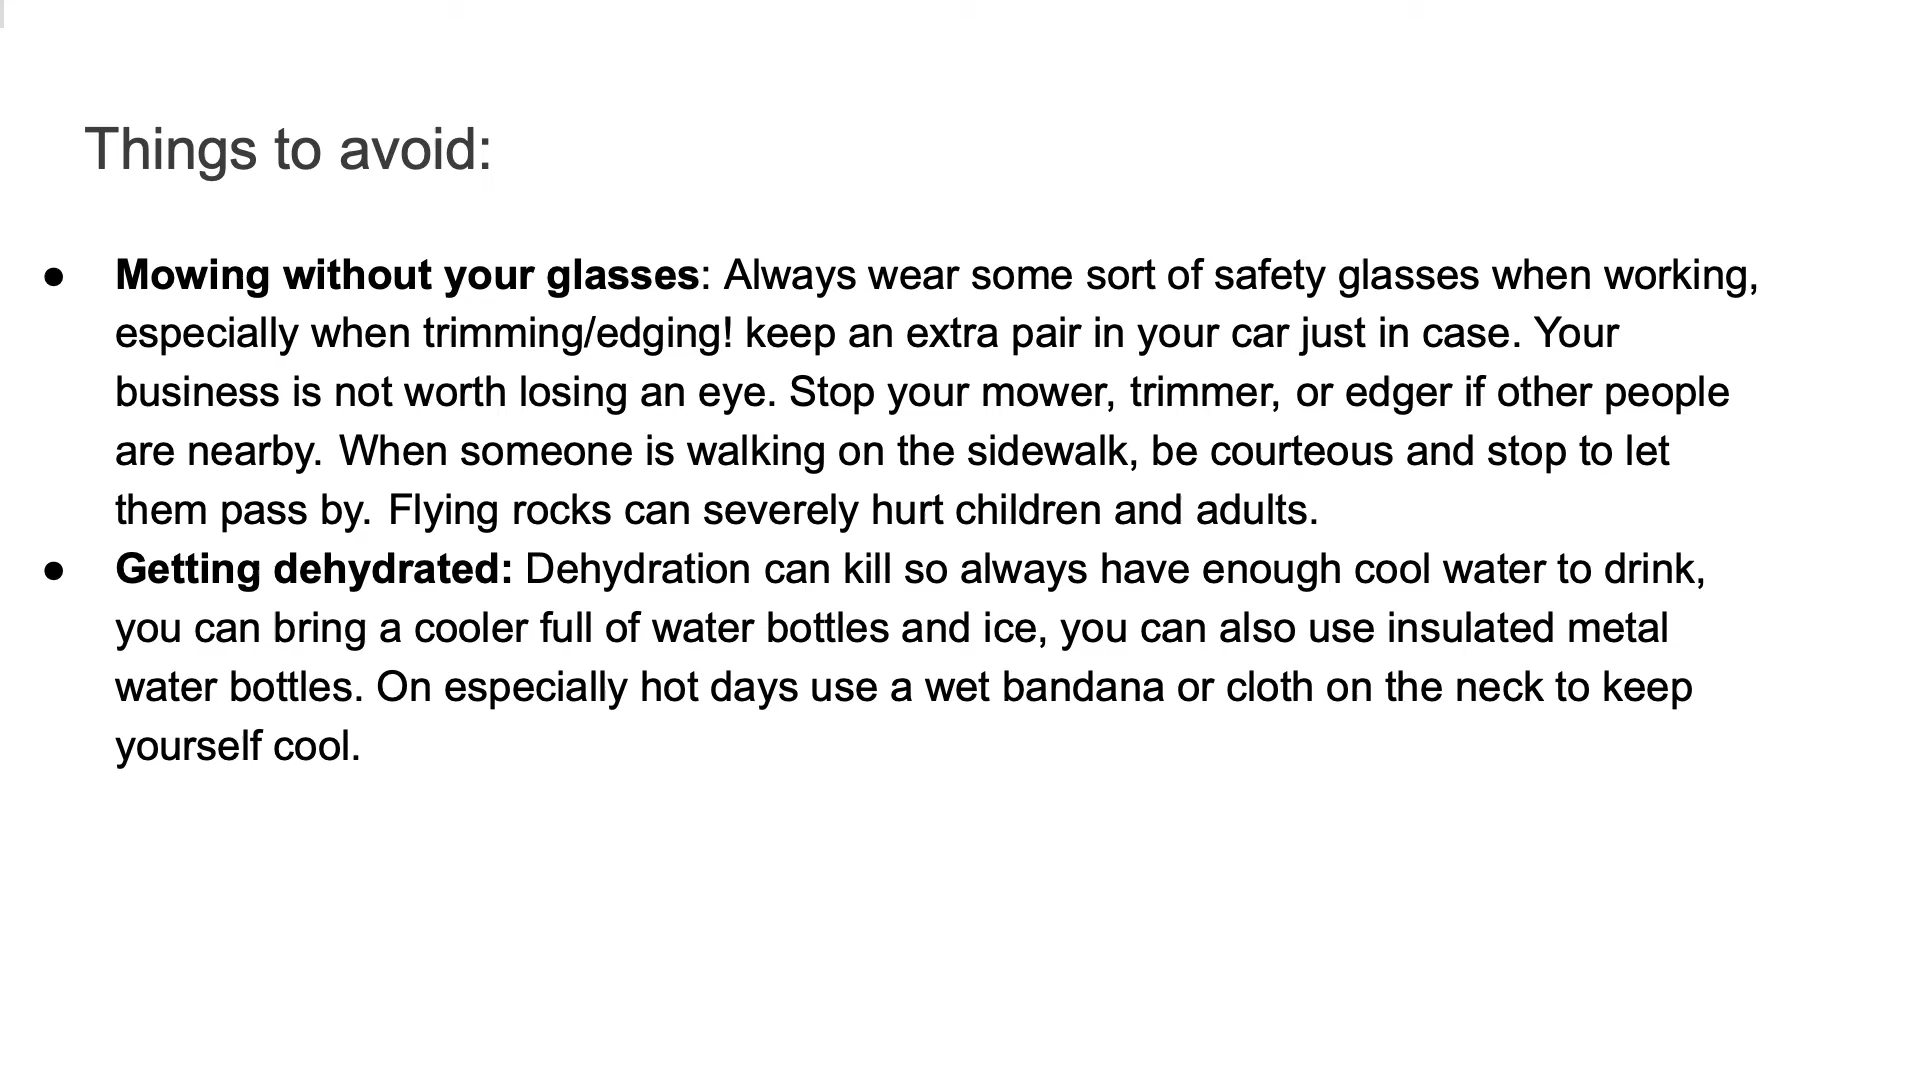 Things to avoid:
● Mowing without your glasses: Always wear some sort of safety glasses when working,
especially when trimming/edging! keep an extra pair in your car just in case. Your
business is not worth losing an eye. Stop your mower, trimmer, or edger if other people
are nearby. When someone is walking on the sidewalk, be courteous and stop to let
them pass by. Flying rocks can severely hurt children and adults.
● Getting dehydrated: Dehydration can kill so always have enough cool water to drink,
you can bring a cooler full of water bottles and ice, you can also use insulated metal
water bottles. On especially hot days use a wet bandana or cloth on the neck to keep
yourself cool.